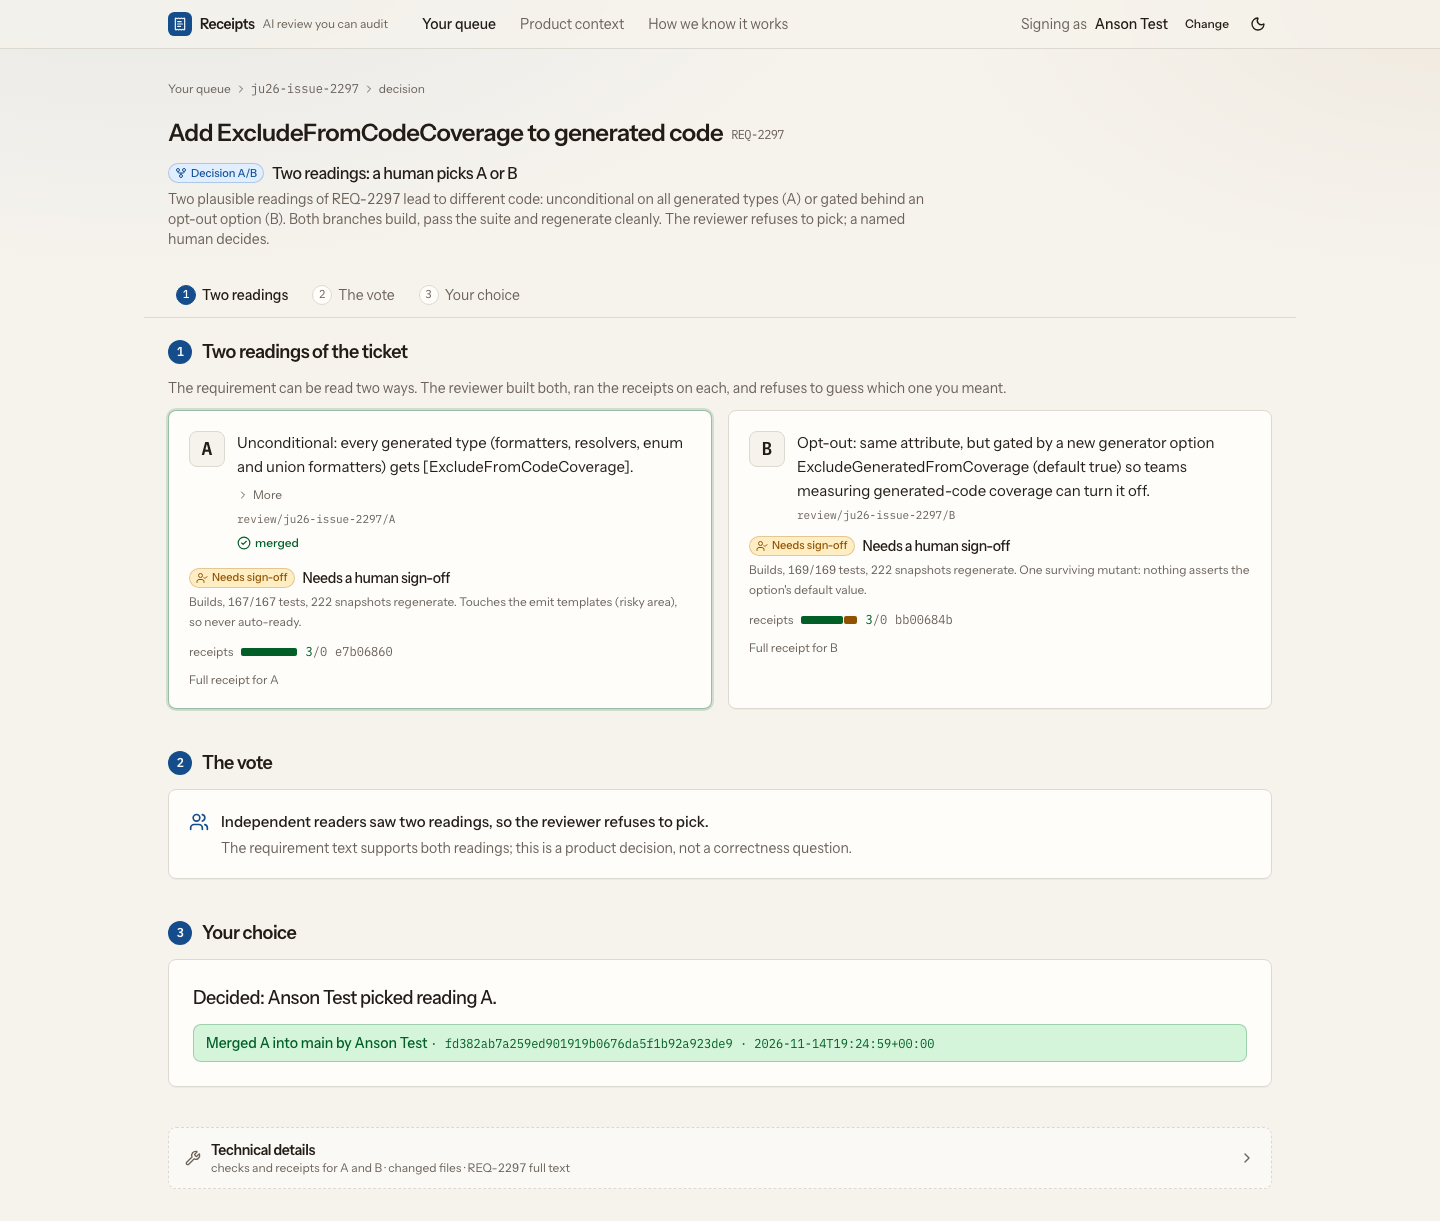 Receipts AI review you can audit Your queue Product context How we know it works Signing as Anson Test Change
Your queue > ju26-issue-2297 > decision
Add ExcludeFromCodeCoverage to generated code REQ-2297
Decision A/B Two readings: a human picks A or B
Two plausible readings of REQ-2297 lead to different code: unconditional on all generated types (A) or gated behind an
opt-out option (B). Both branches build, pass the suite and regenerate cleanly. The reviewer refuses to pick; a named
human decides.
1 Two readings 2 The vote 3 Your choice
1 Two readings of the ticket
The requirement can be read two ways. The reviewer built both, ran the receipts on each, and refuses to guess which one you meant.
A
Unconditional: every generated type (formatters, resolvers, enum
and union formatters) gets [ExcludeFromCodeCoverage].
More
review/ju26-issue-2297/A
merged
Needs sign-off Needs a human sign-off
Builds, 167/167 tests, 222 snapshots regenerate. Touches the emit templates (risky area),
so never auto-ready.
receipts 3/0 e7b06860
Full receipt for A
B
Opt-out: same attribute, but gated by a new generator option
ExcludeGeneratedFromCoverage (default true) so teams
measuring generated-code coverage can turn it off.
review/ju26-issue-2297/B
Needs sign-off Needs a human sign-off
Builds, 169/169 tests, 222 snapshots regenerate. One surviving mutant: nothing asserts the
option's default value.
receipts 3/0 bb00684b
Full receipt for B
2 The vote
Independent readers saw two readings, so the reviewer refuses to pick.
The requirement text supports both readings; this is a product decision, not a correctness question.
3 Your choice
Decided: Anson Test picked reading A.
Merged A into main by Anson Test · fd382ab7a259ed901919b0676da5f1b92a923de9 · 2026-11-14T19:24:59+00:00
Technical details
checks and receipts for A and B · changed files · REQ-2297 full text